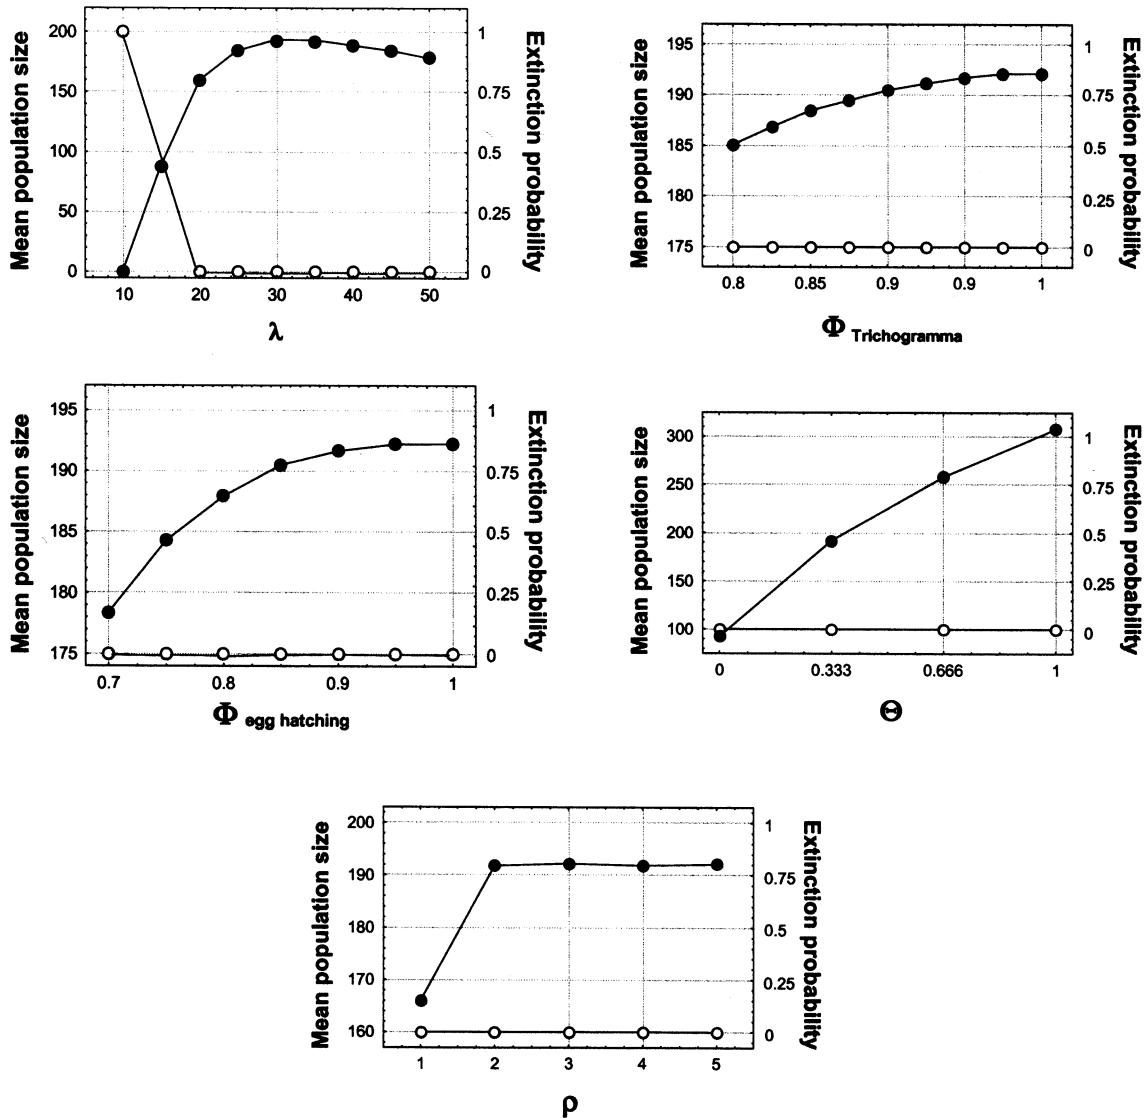 Mean population size
200
150
100
50
0
10 20 30 40 50
λ
1
0.75
0.5
0.25
0
Extinction probability
Mean population size
195
190
185
180
175
0.8 0.85 0.9 0.9 1
Φ Trichogramma
1
0.75
0.5
0.25
0
Extinction probability
Mean population size
195
190
185
180
175
0.7 0.8 0.9 1
Φ egg hatching
1
0.75
0.5
0.25
0
Extinction probability
Mean population size
300
250
200
150
100
0 0.333 0.666 1
Θ
1
0.75
0.5
0.25
0
Extinction probability
Mean population size
200
190
180
170
160
1 2 3 4 5
ρ
1
0.75
0.5
0.25
0
Extinction probability